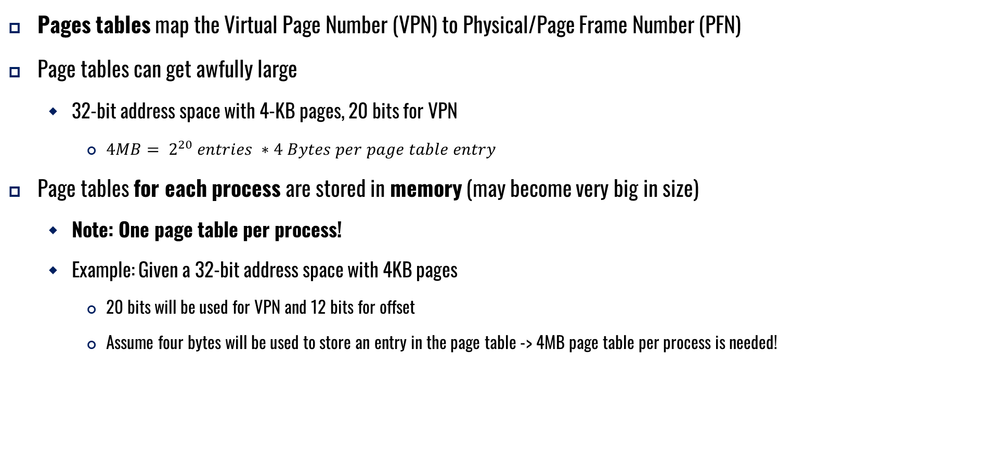 Pages tables map the Virtual Page Number (VPN) to Physical/Page Frame Number (PFN)
Page tables can get awfully large
32-bit address space with 4-KB pages, 20 bits for VPN
4MB = 2^20 entries * 4 Bytes per page table entry
Page tables for each process are stored in memory (may become very big in size)
Note: One page table per process!
Example: Given a 32-bit address space with 4KB pages
20 bits will be used for VPN and 12 bits for offset
Assume four bytes will be used to store an entry in the page table -> 4MB page table per process is needed!